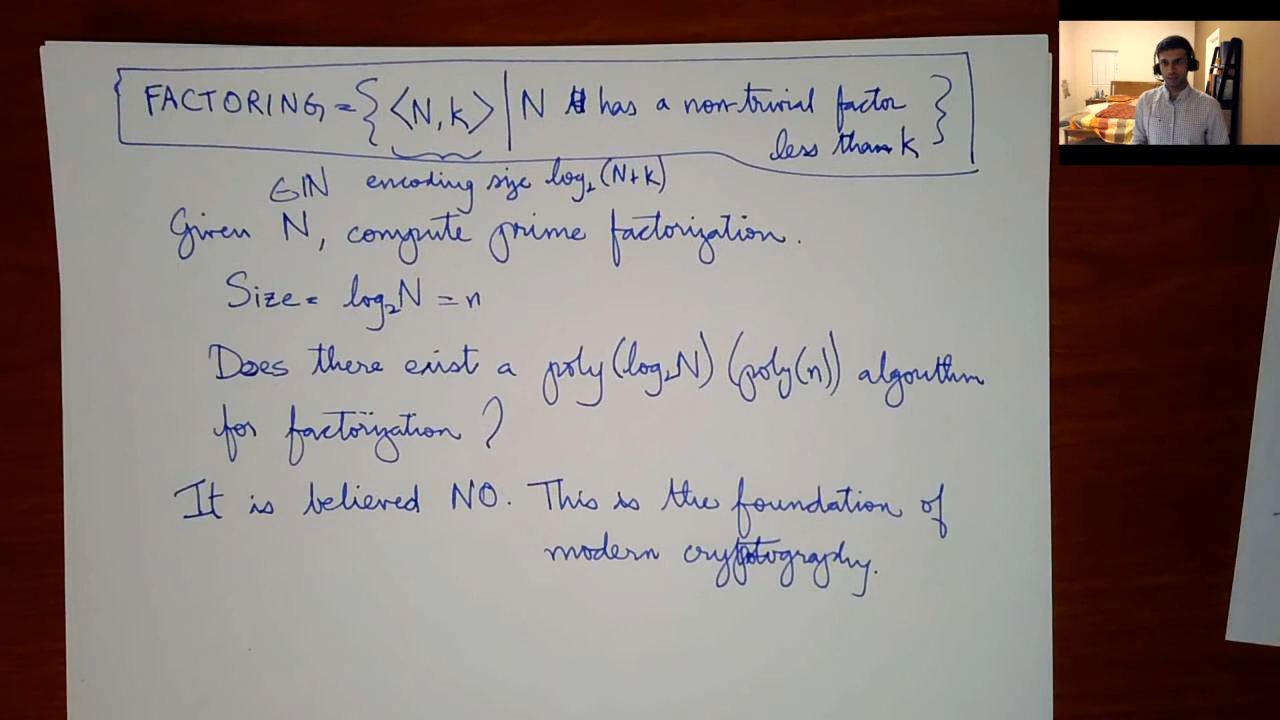 FACTORING = { <N, k> | N has a non-trivial factor
less than k }
∈ IN encoding size log₂(N+k)
Given N, compute prime factorization.
Size = log₂N = n
Does there exist a poly(log₂N) (poly(n)) algorithm
for factorization?
It is believed NO. This is the foundation of
modern cryptography.